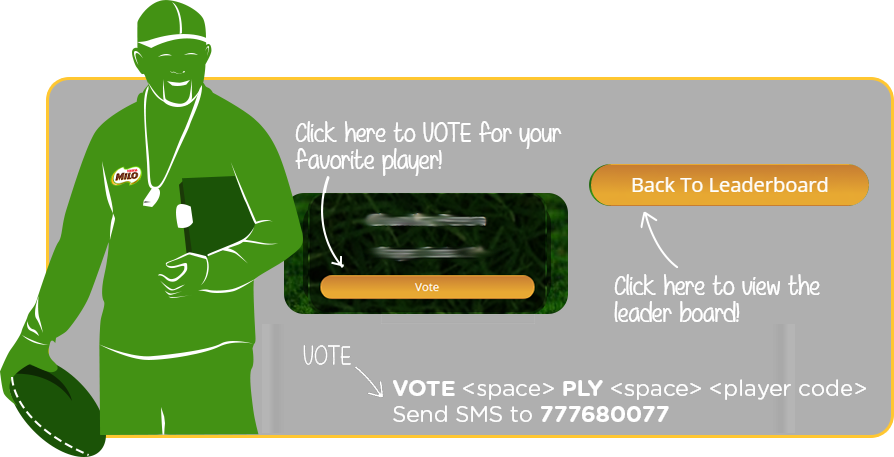 Click here to VOTE for your
favorite player!
Back To Leaderboard
MILO
Vote
Click here to view the
leader board!
VOTE
VOTE <space> PLY <space> <player code>
Send SMS to 777680077